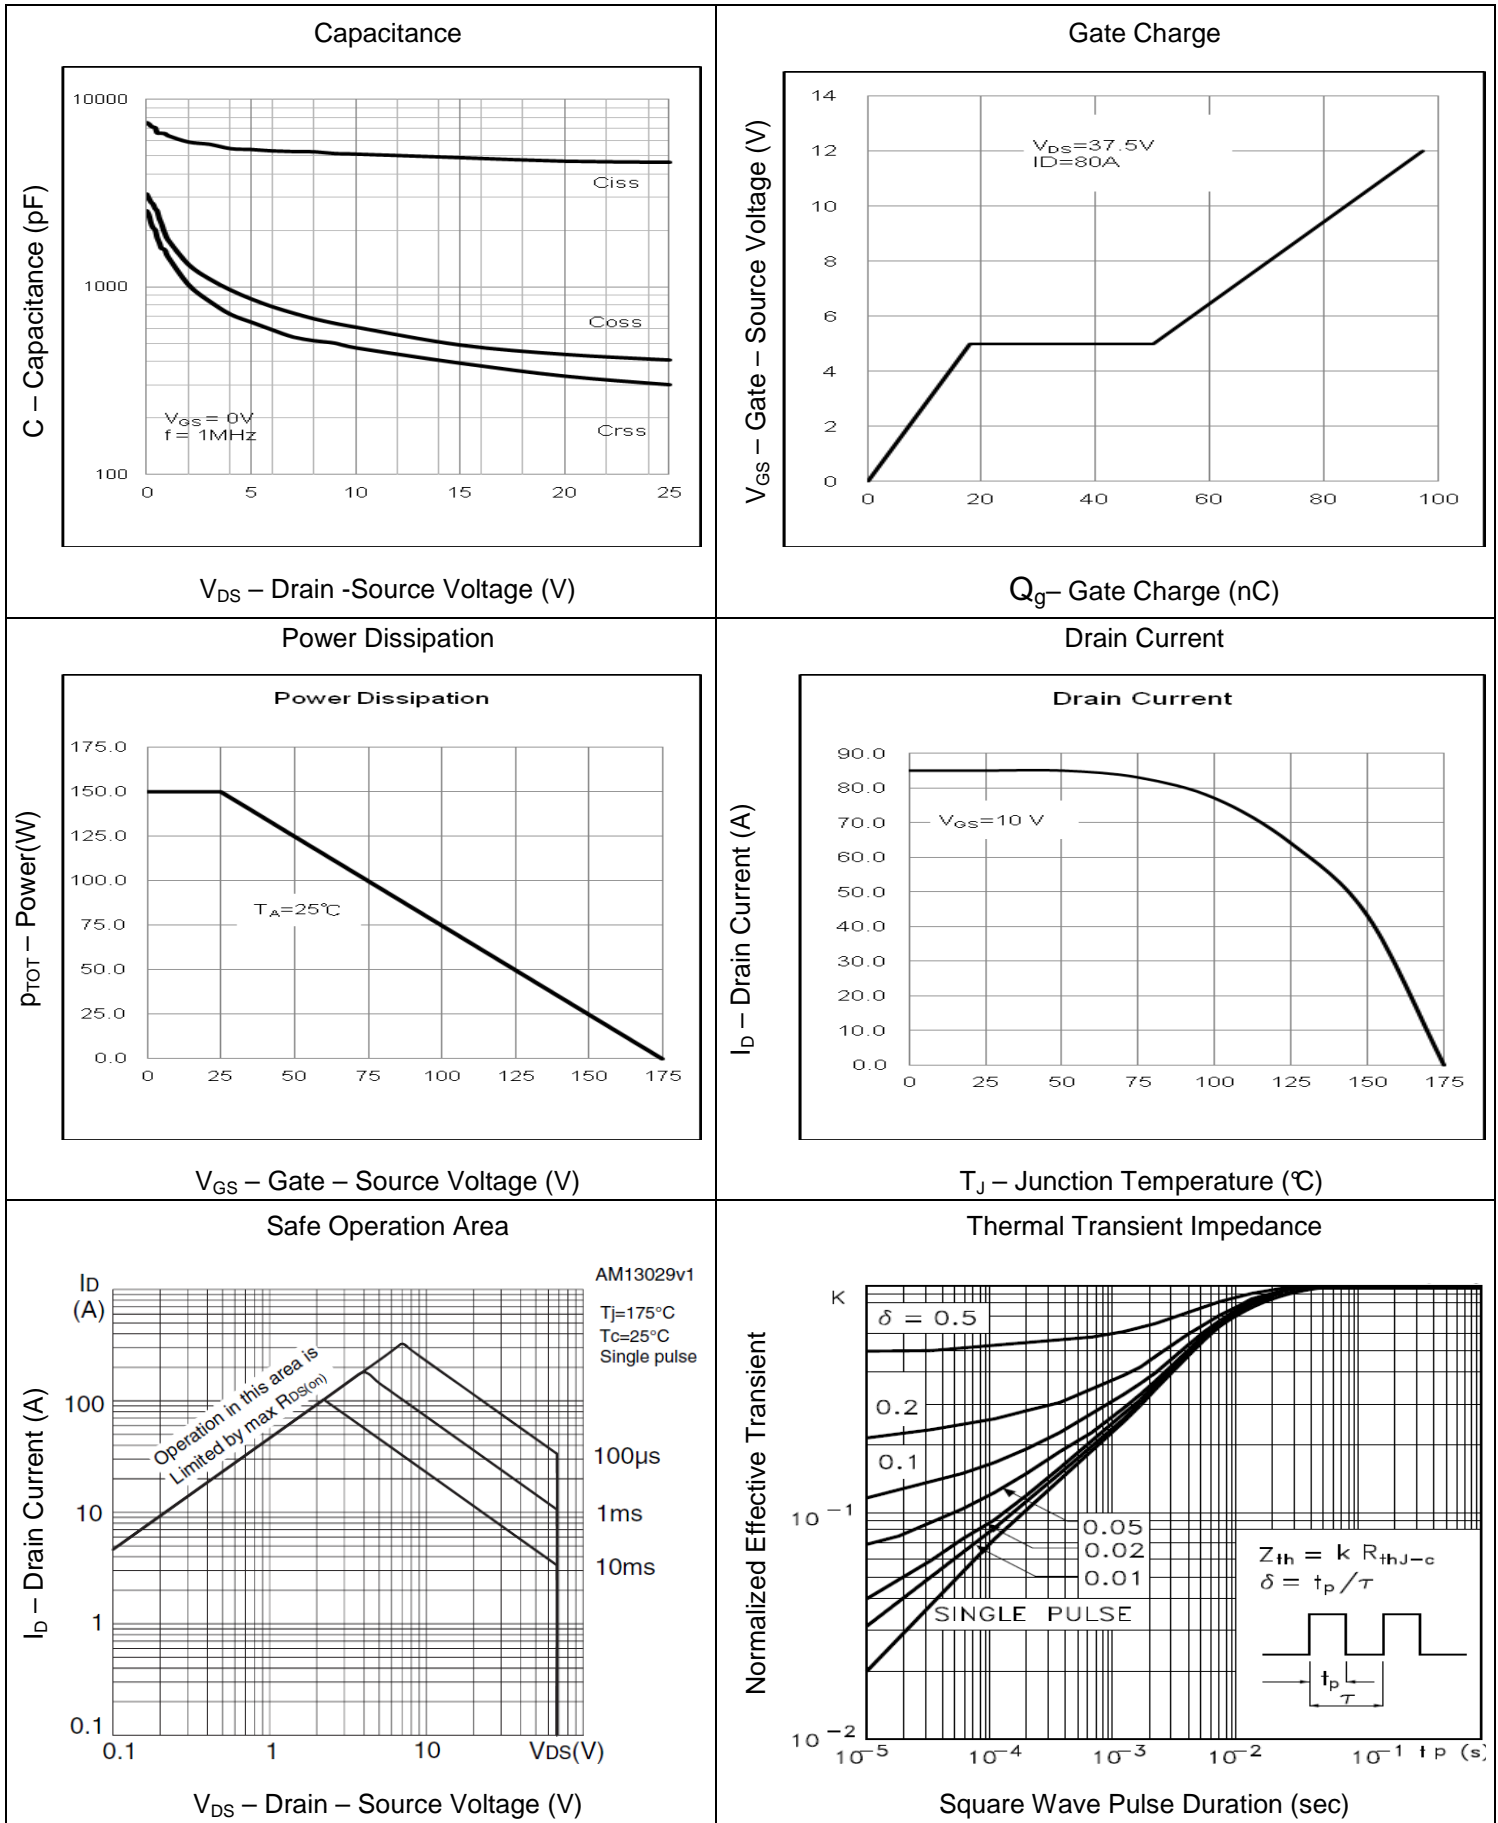 Capacitance
10000
1000
100
0 5 10 15 20 25
Ciss
Coss
Crss
VGS = 0V
f = 1MHz
C – Capacitance (pF)
VDS – Drain -Source Voltage (V)
Gate Charge
14
12
10
8
6
4
2
0
0 20 40 60 80 100
VDS=37.5V
ID=80A
VGS – Gate – Source Voltage (V)
Qg– Gate Charge (nC)
Power Dissipation
Power Dissipation
175.0
150.0
125.0
100.0
75.0
50.0
25.0
0.0
0 25 50 75 100 125 150 175
TA=25℃
pTOT – Power(W)
VGS – Gate – Source Voltage (V)
Drain Current
Drain Current
90.0
80.0
70.0
60.0
50.0
40.0
30.0
20.0
10.0
0.0
0 25 50 75 100 125 150 175
VGS=10 V
ID – Drain Current (A)
TJ – Junction Temperature (℃)
Safe Operation Area
ID
(A)
100
10
1
0.1
0.1 1 10 VDS(V)
Operation in this area is
Limited by max RDS(on)
AM13029v1
Tj=175°C
Tc=25°C
Single pulse
100µs
1ms
10ms
ID – Drain Current (A)
VDS – Drain – Source Voltage (V)
Thermal Transient Impedance
K
δ = 0.5
0.2
0.1
0.05
0.02
0.01
SINGLE PULSE
10⁻¹
10⁻²
10⁻⁵ 10⁻⁴ 10⁻³ 10⁻² 10⁻¹ tp (s)
Zth = k RthJ-c
δ = tp/τ
tp
τ
Normalized Effective Transient
Square Wave Pulse Duration (sec)